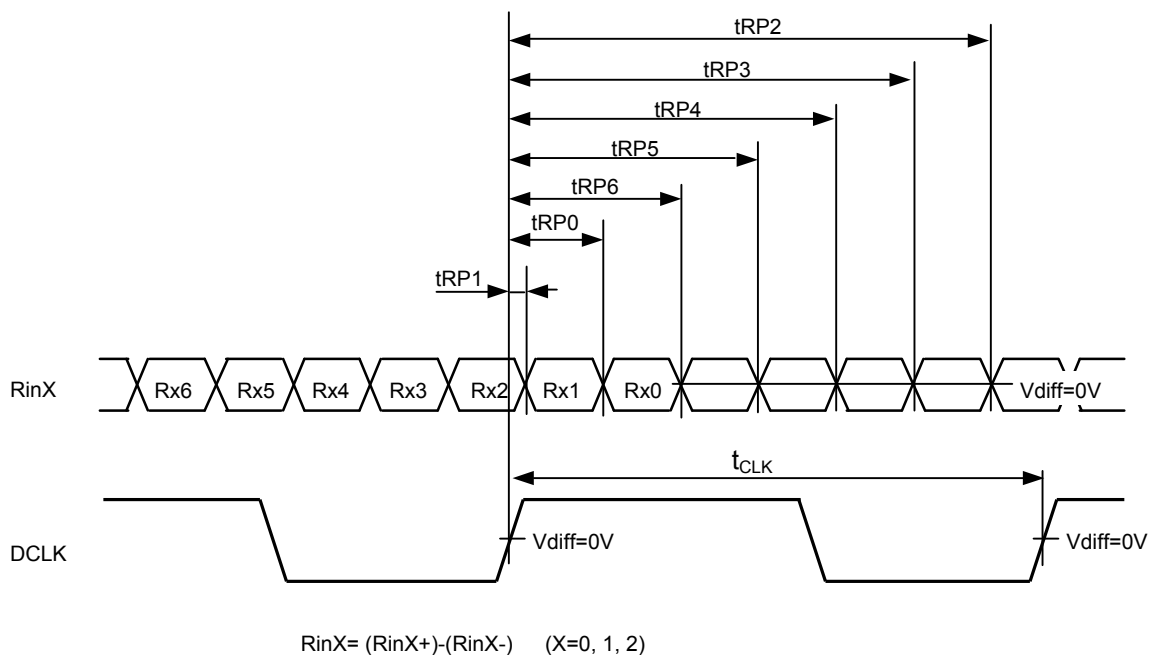 tRP2
tRP3
tRP4
tRP5
tRP6
tRP0
tRP1
RinX Rx6 Rx5 Rx4 Rx3 Rx2 Rx1 Rx0 Vdiff=0V
tCLK
DCLK Vdiff=0V Vdiff=0V
RinX= (RinX+)-(RinX-) (X=0, 1, 2)